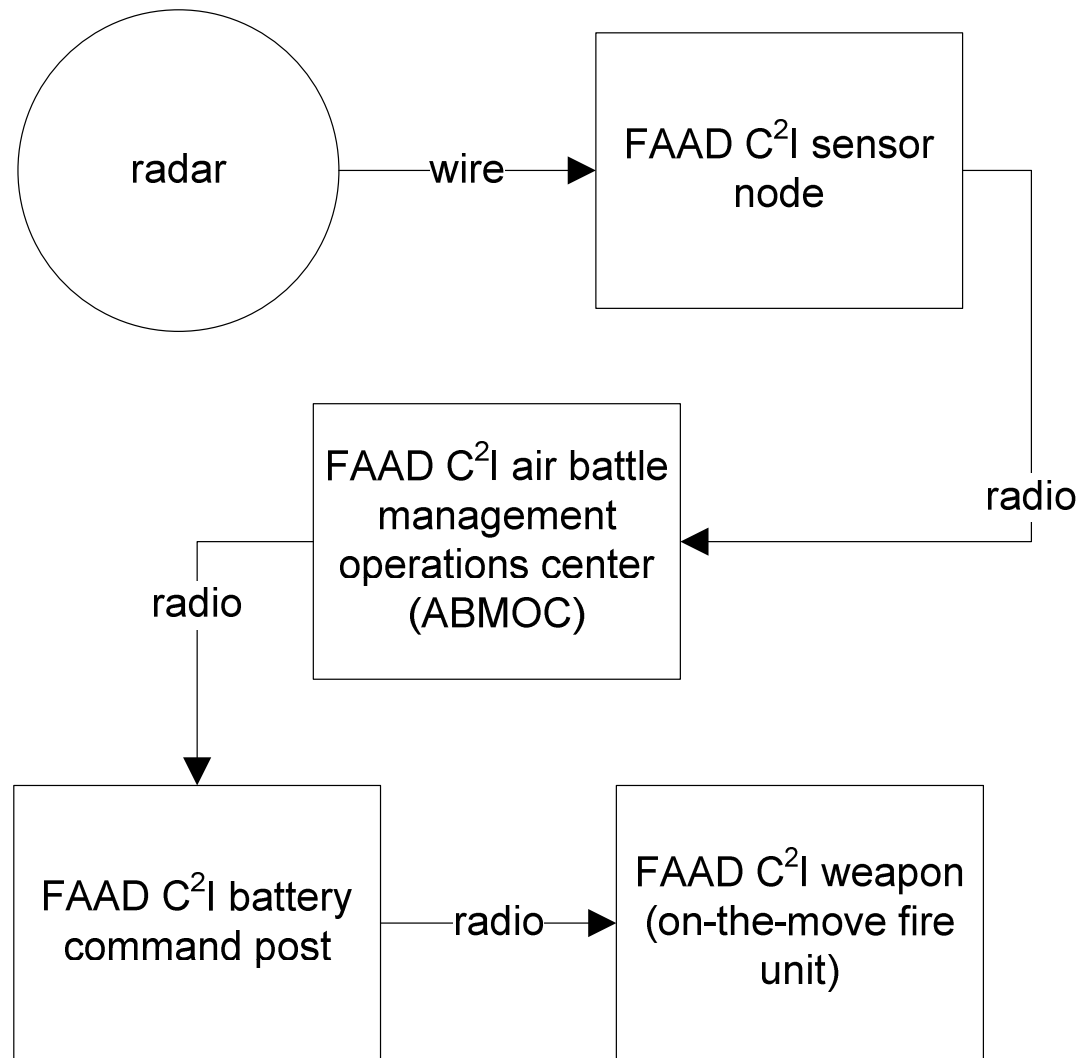 radar
wire
FAAD C²I sensor
node
radio
FAAD C²I air battle
management
operations center
(ABMOC)
radio
FAAD C²I battery
command post
radio
FAAD C²I weapon
(on-the-move fire
unit)